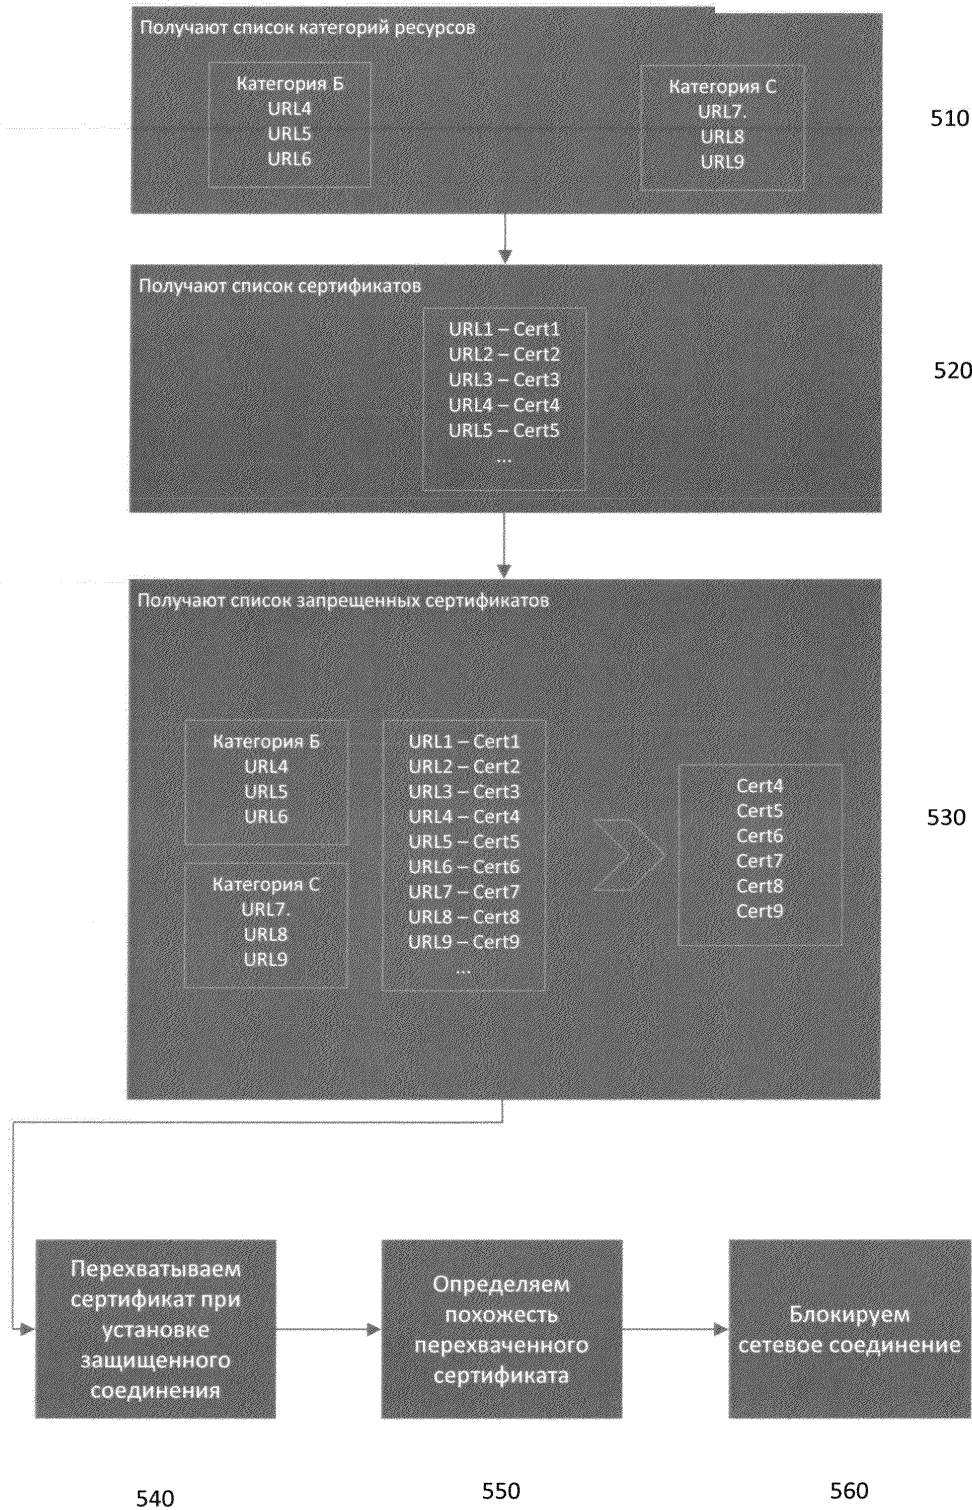 Получают список категорий ресурсов
Категория Б
URL4
URL5
URL6
Категория С
URL7.
URL8
URL9
510
Получают список сертификатов
URL1 – Cert1
URL2 – Cert2
URL3 – Cert3
URL4 – Cert4
URL5 – Cert5
...
520
Получают список запрещенных сертификатов
Категория Б
URL4
URL5
URL6
Категория С
URL7.
URL8
URL9
URL1 – Cert1
URL2 – Cert2
URL3 – Cert3
URL4 – Cert4
URL5 – Cert5
URL6 – Cert6
URL7 – Cert7
URL8 – Cert8
URL9 – Cert9
...
Cert4
Cert5
Cert6
Cert7
Cert8
Cert9
530
Перехватываем
сертификат при
установке
защищенного
соединения
Определяем
похожесть
перехваченного
сертификата
Блокируем
сетевое соединение
540
550
560